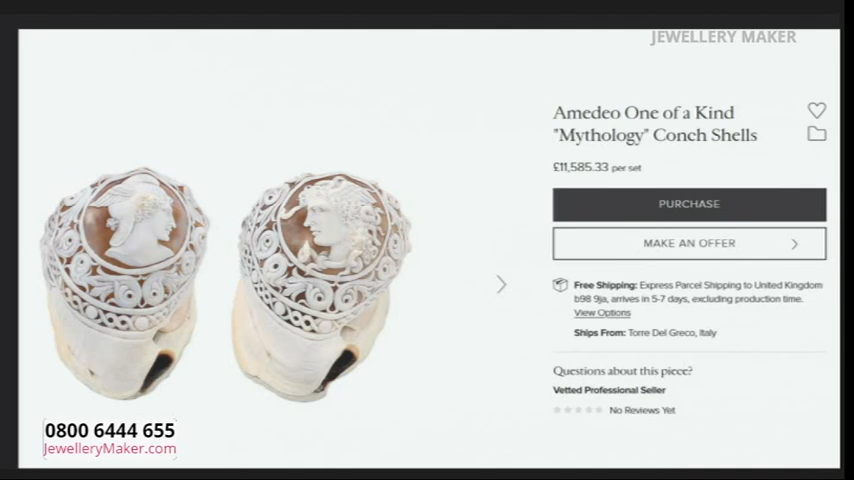 JEWELLERY MAKER
Amedeo One of a Kind
"Mythology" Conch Shells
£11,585.33 per set
PURCHASE
MAKE AN OFFER
Free Shipping: Express Parcel Shipping to United Kingdom
b98 9ja, arrives in 5-7 days, excluding production time.
View Options
Ships From: Torre Del Greco, Italy
Questions about this piece?
Vetted Professional Seller
No Reviews Yet
0800 6444 655
JewelleryMaker.com